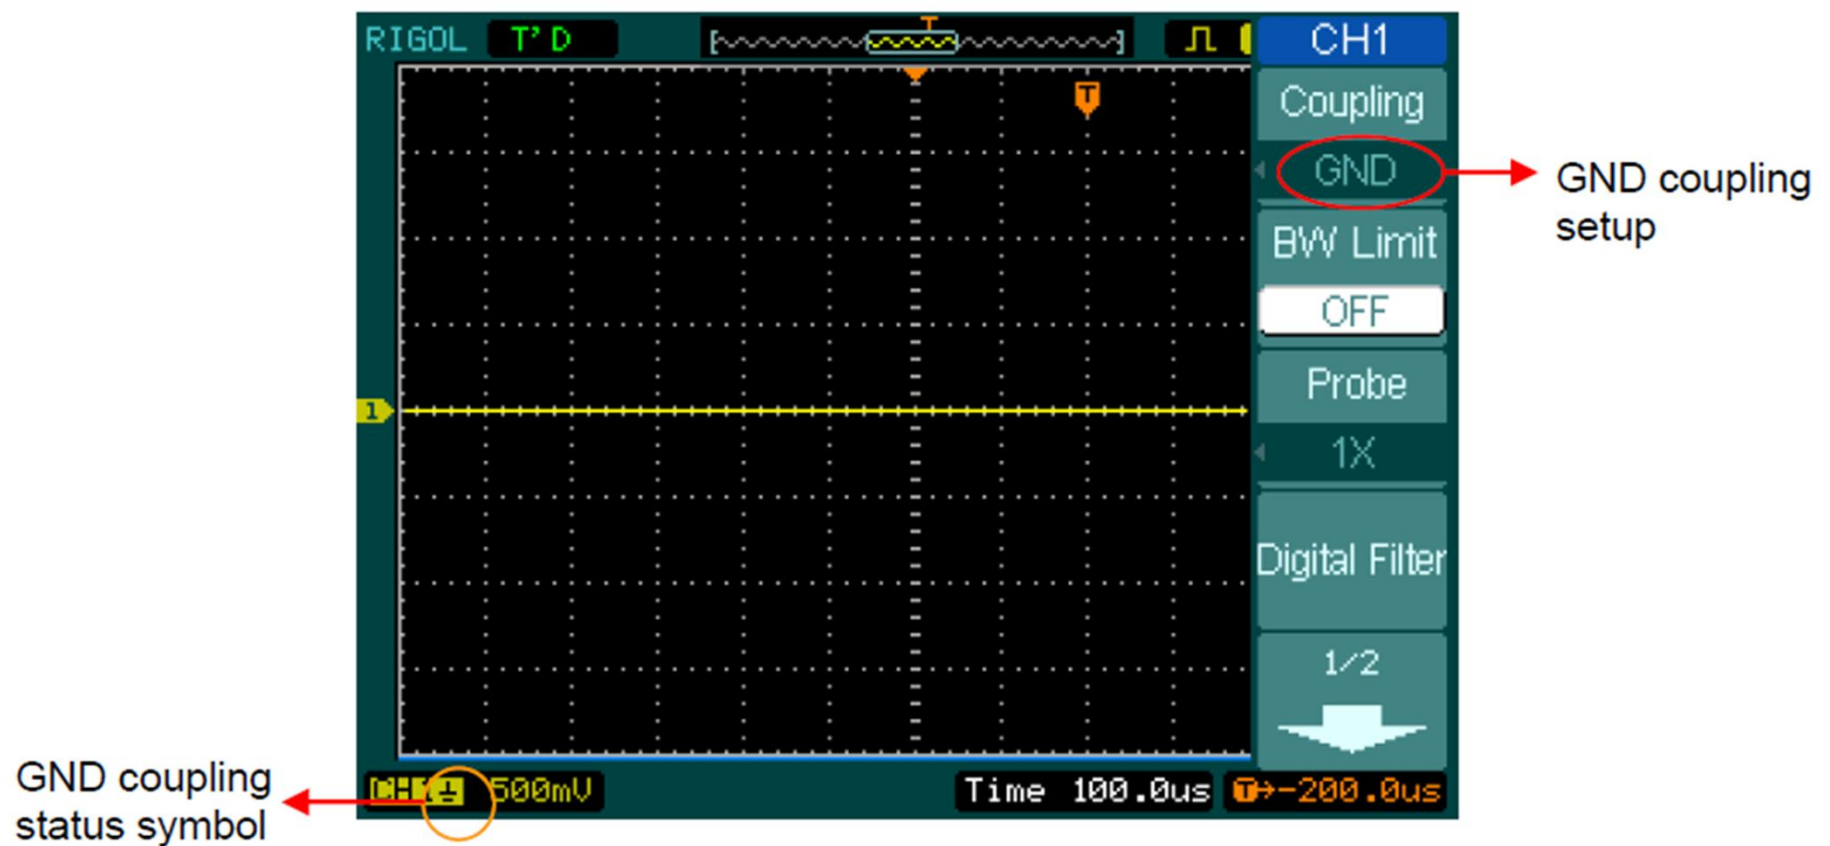 RIGOL T'D
T
CH1
Coupling
GND
GND coupling
setup
BW Limit
OFF
Probe
1X
Digital Filter
1/2
T
1
CH1 500mV
Time 100.0us
T→-200.0us
GND coupling
status symbol